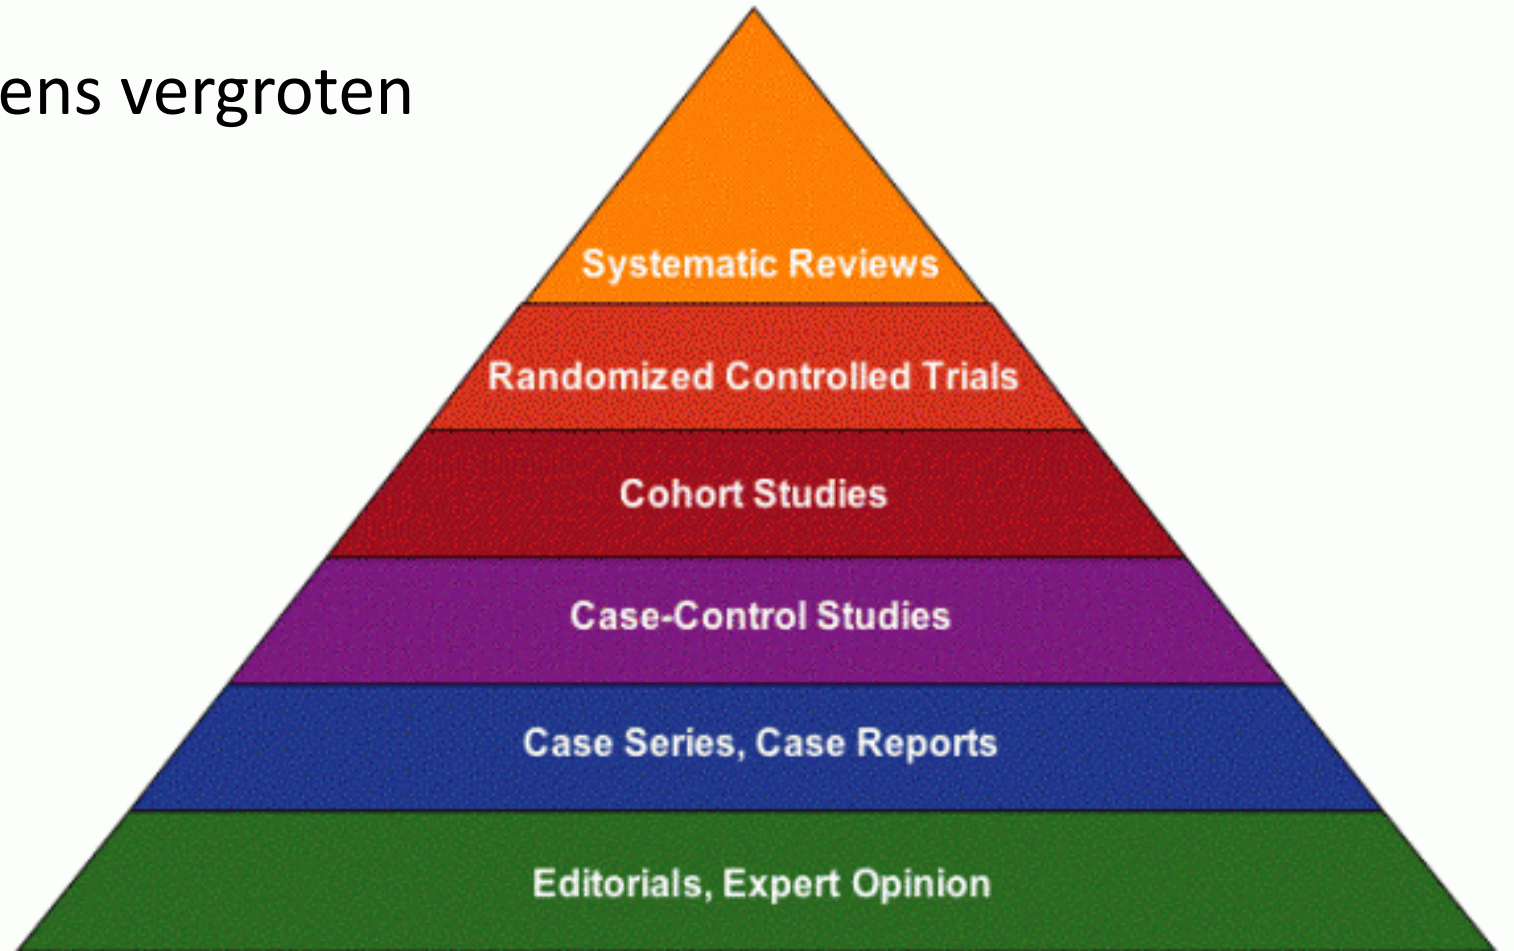 ens vergroten
Systematic Reviews
Randomized Controlled Trials
Cohort Studies
Case-Control Studies
Case Series, Case Reports
Editorials, Expert Opinion